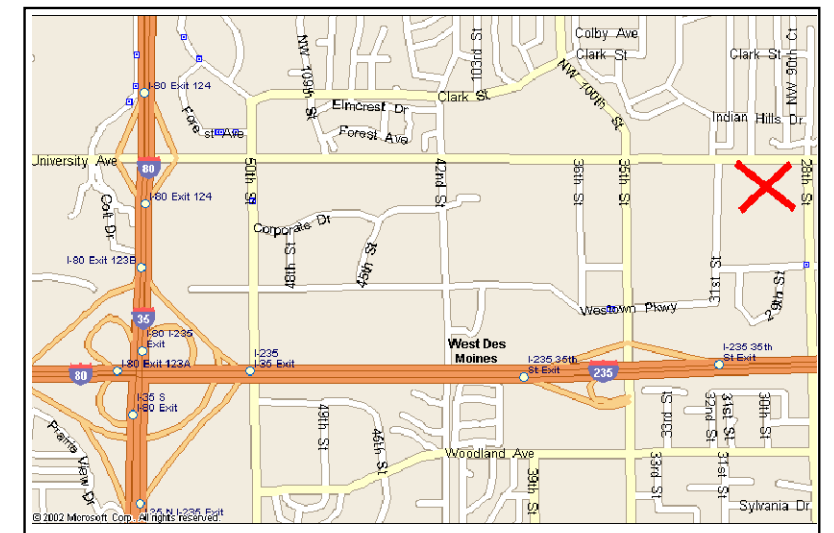 Colby Ave
Clark St
Clark St
NW 106th Ct
103rd St
NW 109th St
NW 100th St
I-80 Exit 124
Clark St
Elmcrest Dr
Forest Ave
Indian Hills Dr
Forest Ave
University Ave
80
50th St
42nd St
36th St
35th St
28th St
I-80 Exit 124
Colt Dr
Corporate Dr
48th St
45th St
31st St
I-80 Exit 123B
29th St
Westown Pkwy
35
I-80 I-235
Exit
West Des
Moines
I-235
I-35 Exit
I-235 35th
St Exit
I-235 35th
St Exit
80
I-80 Exit 123A
235
I-35 S
I-80 Exit
49th St
45th St
33rd St
32nd St
31st St
30th St
Prairie View Dr
Woodland Ave
39th St
33rd St
31st St
Sylvania Dr
I-35 N I-235 Exit
© 2002 Microsoft Corp. All rights reserved.